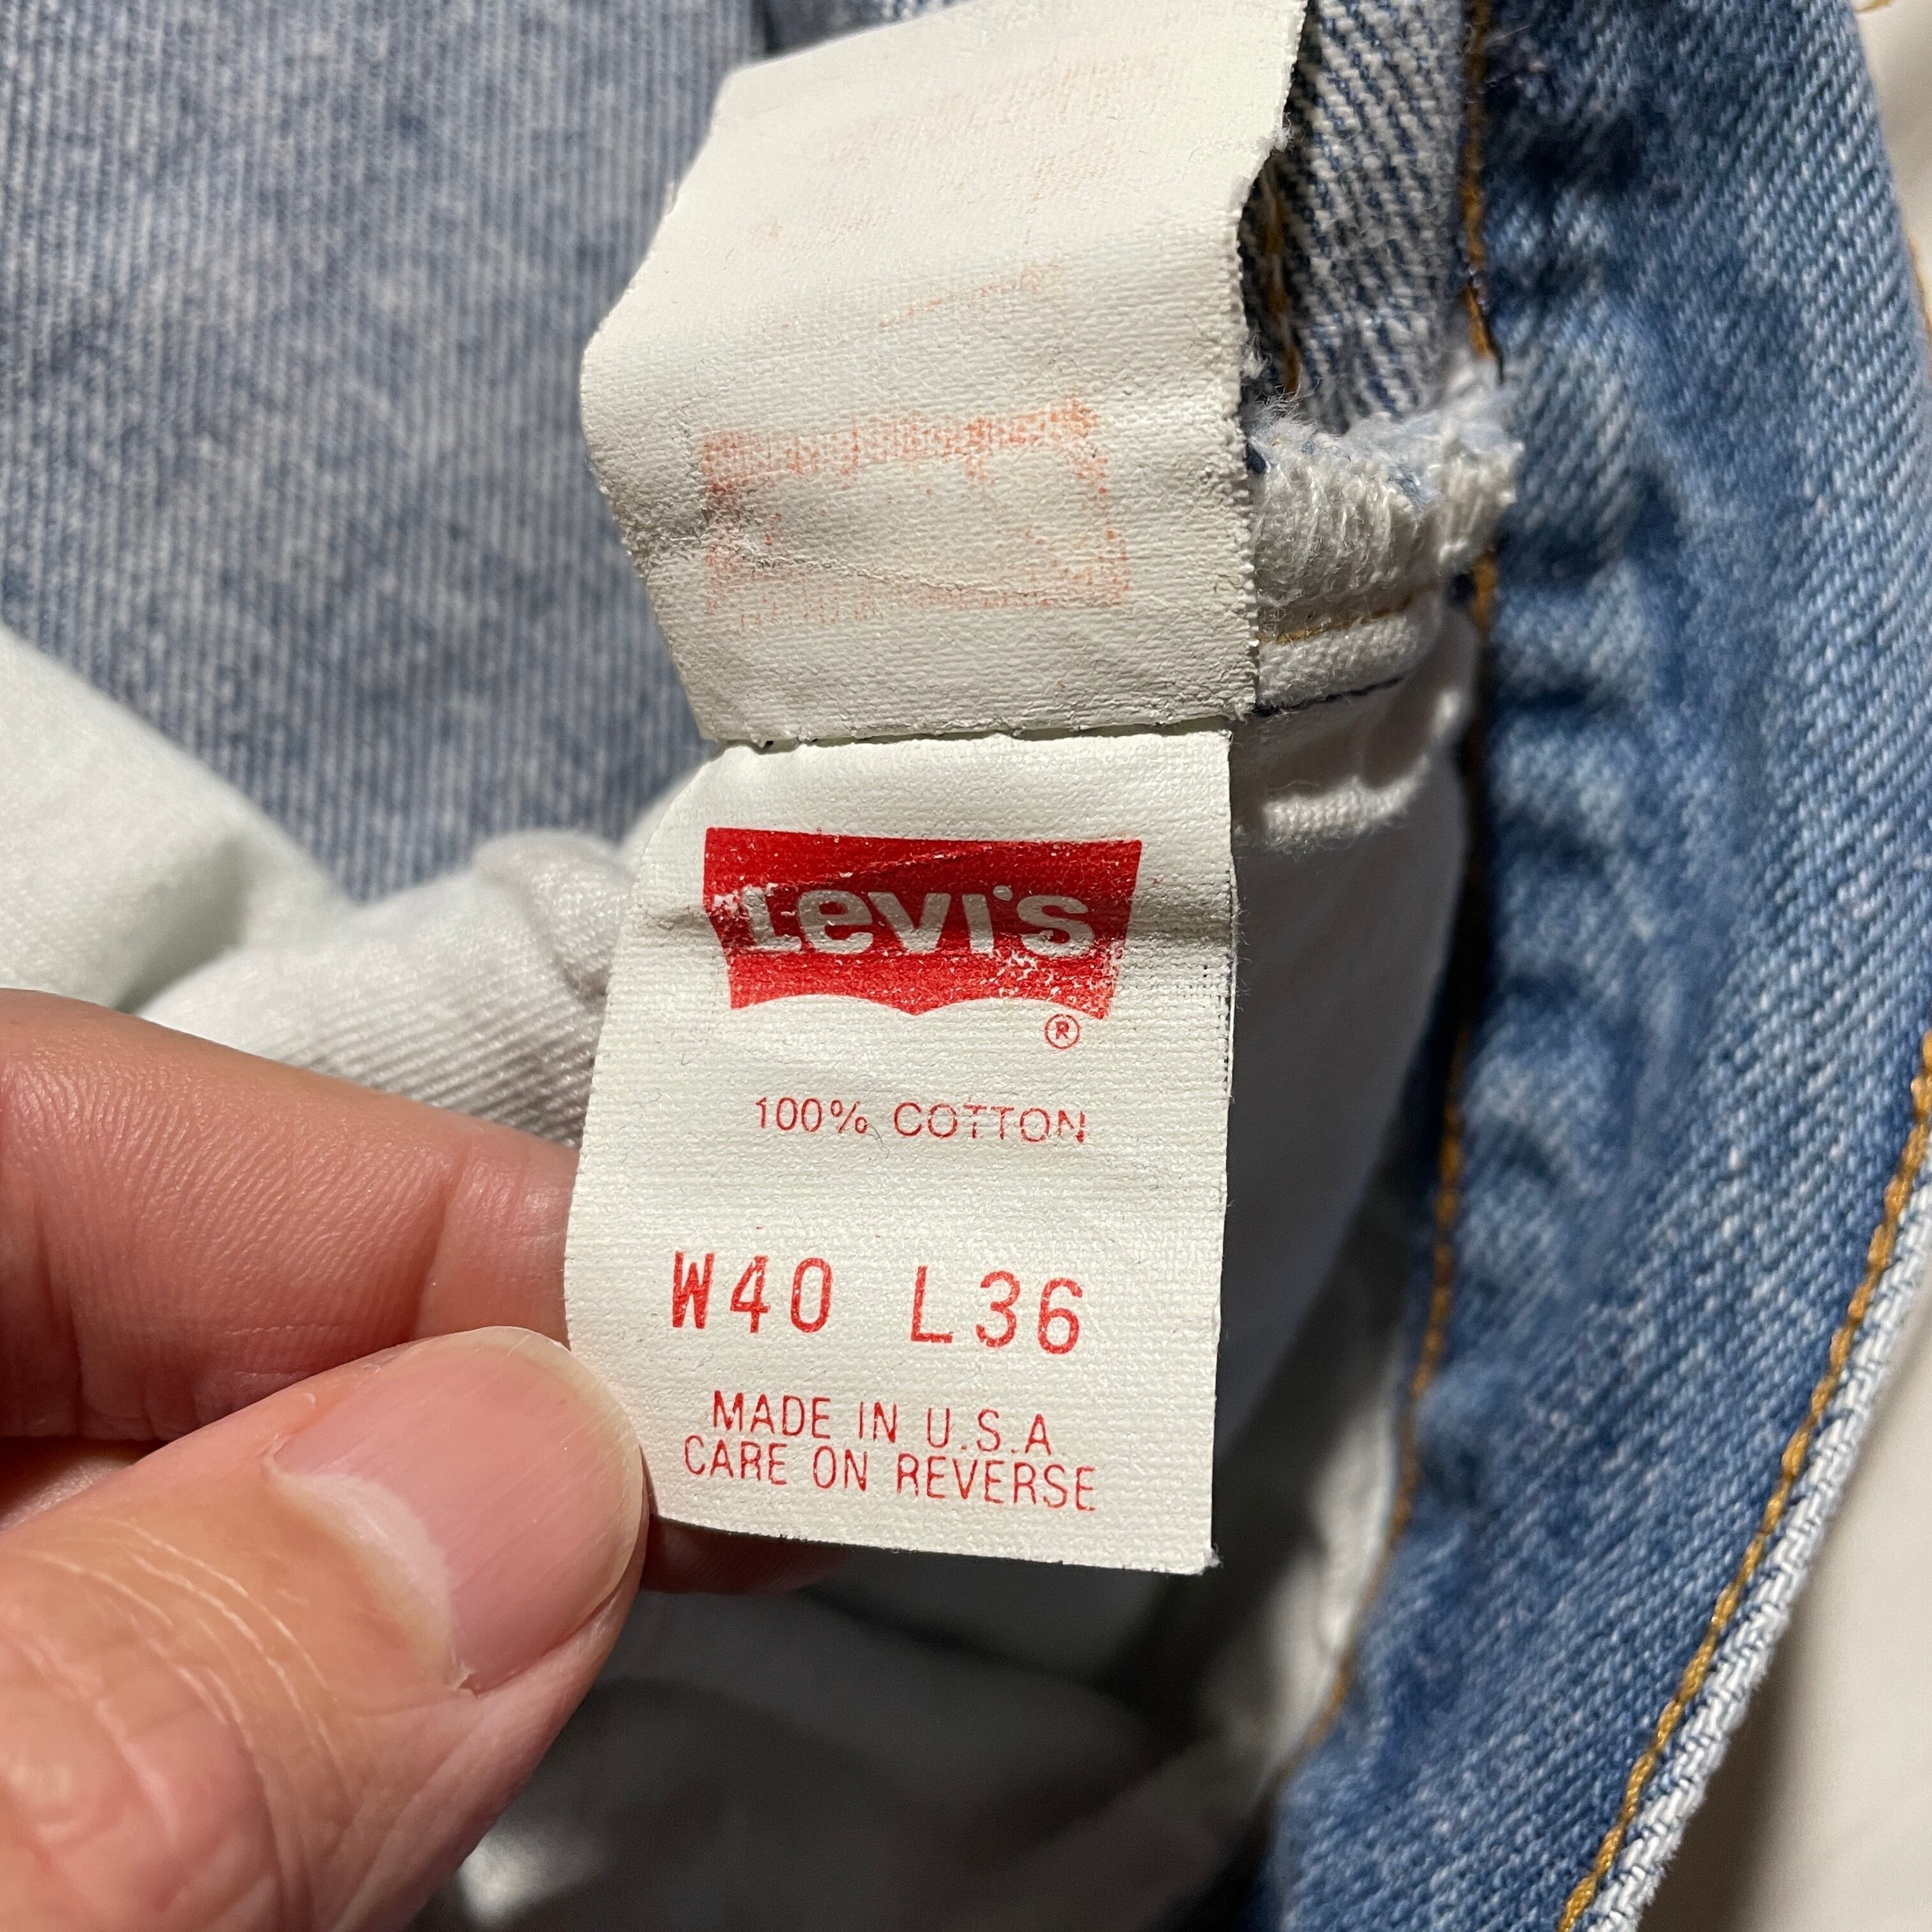 Levi's
®
100% COTTON
W40 L36
MADE IN U.S.A.
CARE ON REVERSE